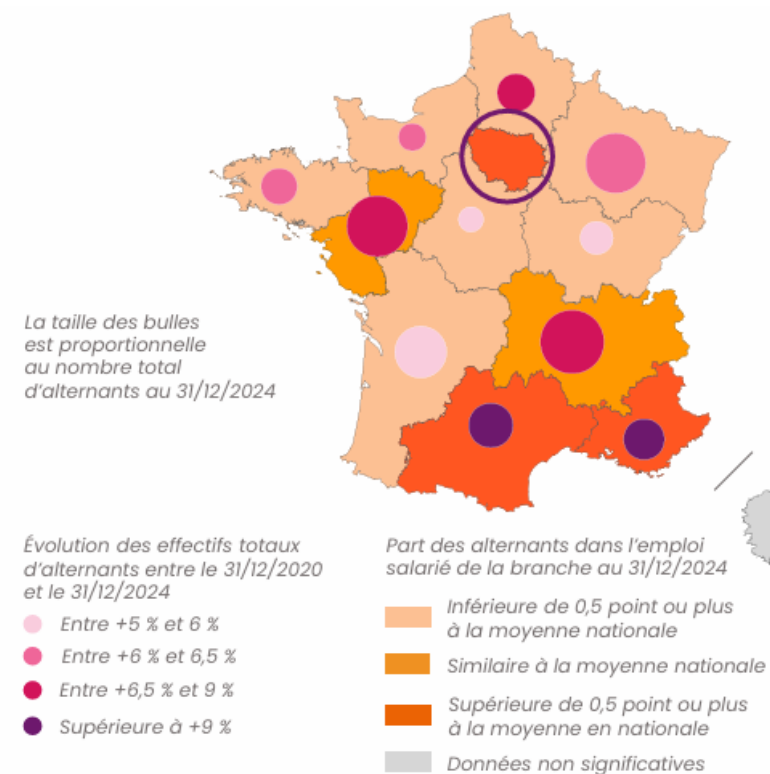 La taille des bulles
est proportionnelle
au nombre total
d'alternants au 31/12/2024
Évolution des effectifs totaux
d'alternants entre le 31/12/2020
et le 31/12/2024
Entre +5 % et 6 %
Entre +6 % et 6,5 %
Entre +6,5 % et 9 %
Supérieure à +9 %
Part des alternants dans l'emploi
salarié de la branche au 31/12/2024
Inférieure de 0,5 point ou plus
à la moyenne nationale
Similaire à la moyenne nationale
Supérieure de 0,5 point ou plus
à la moyenne en nationale
Données non significatives